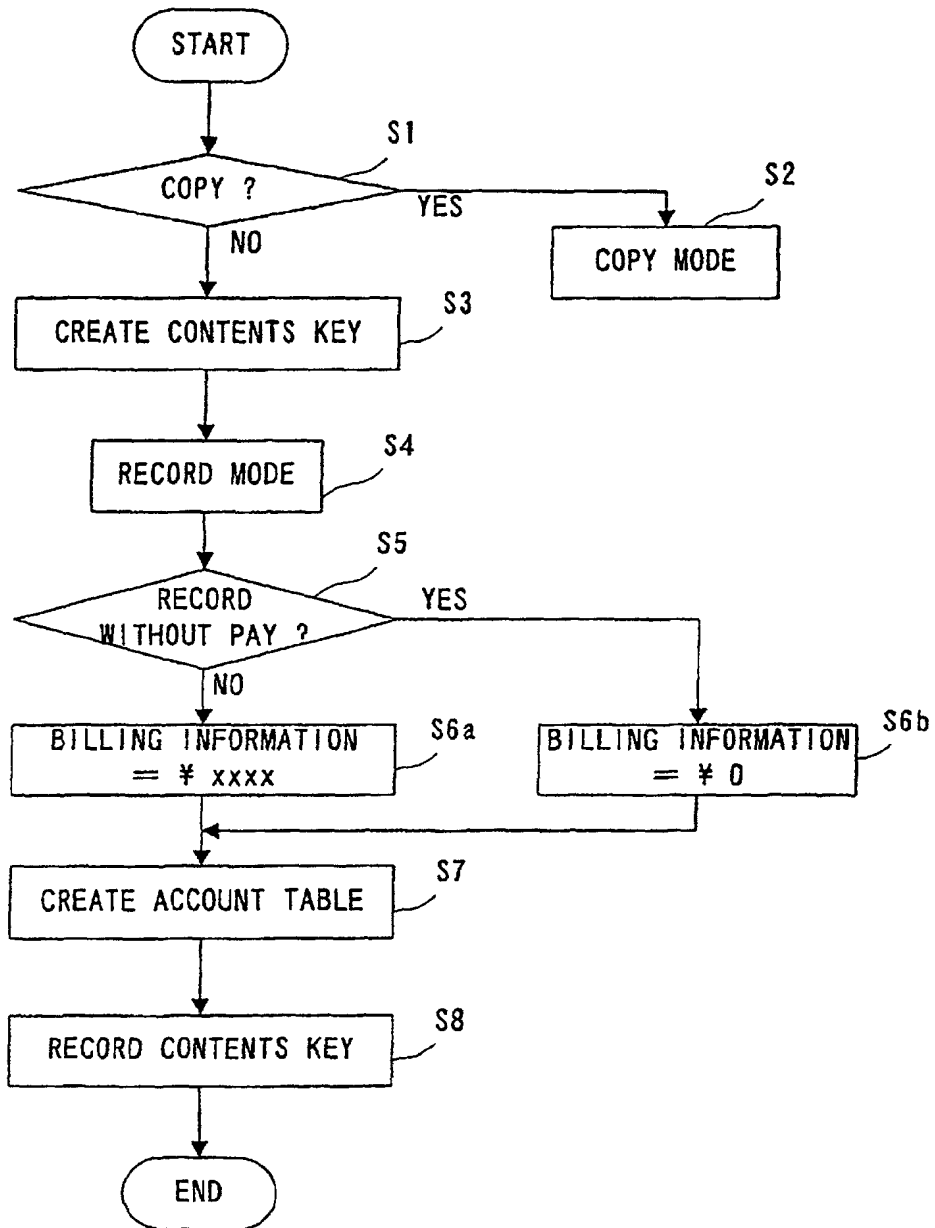 START
S1
COPY ?
YES
S2
NO
COPY MODE
S3
CREATE CONTENTS KEY
S4
RECORD MODE
S5
RECORD
WITHOUT PAY ?
YES
NO
S6a
BILLING INFORMATION
= ¥ xxxx
S6b
BILLING INFORMATION
= ¥ 0
S7
CREATE ACCOUNT TABLE
S8
RECORD CONTENTS KEY
END